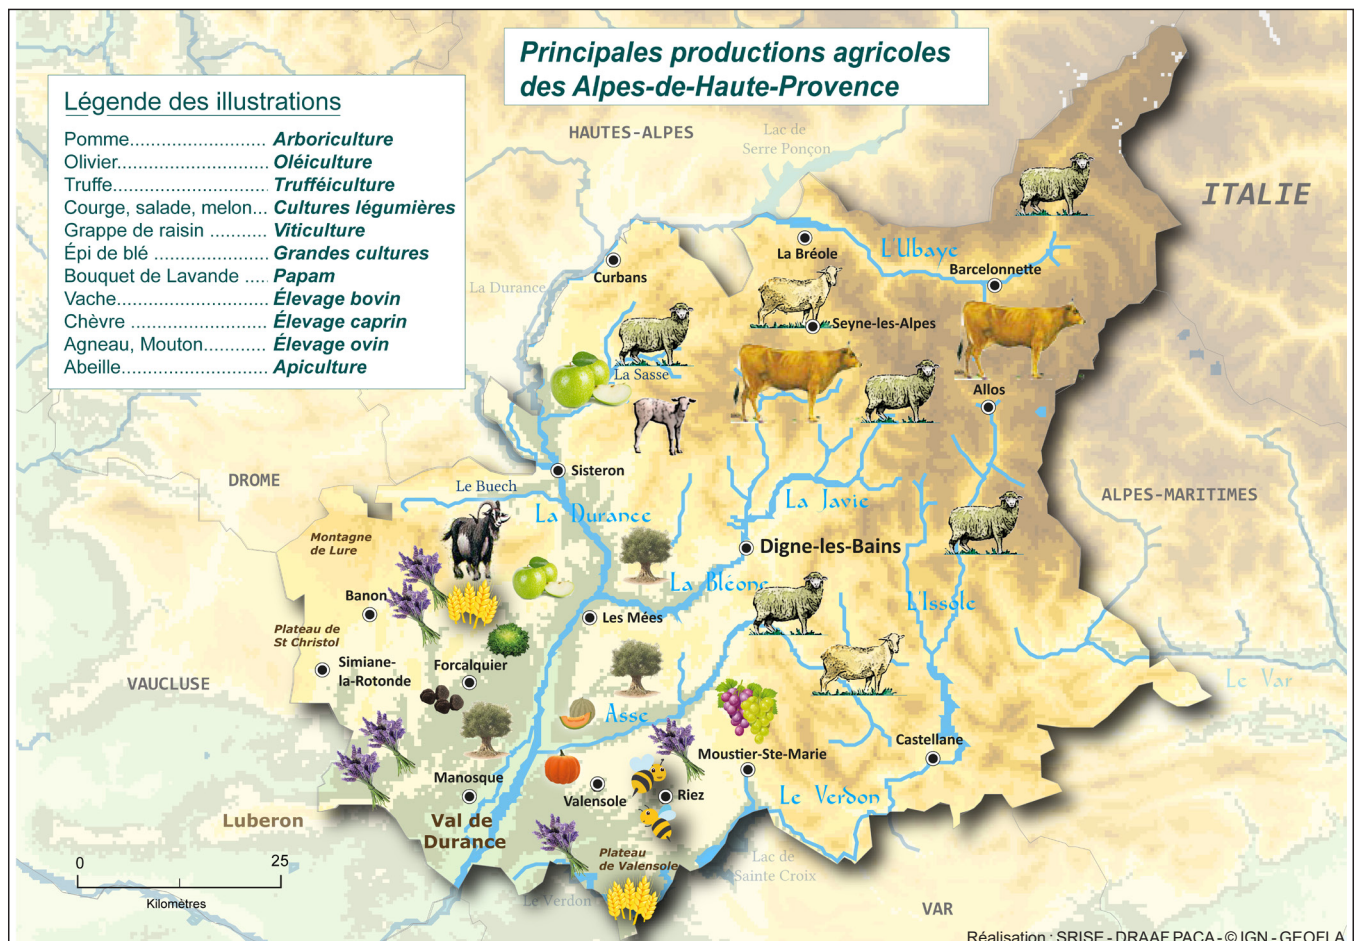 Principales productions agricoles
des Alpes-de-Haute-Provence
Légende des illustrations
Pomme.......................... Arboriculture
Olivier............................. Oléiculture
Truffe.............................. Trufféiculture
Courge, salade, melon... Cultures légumières
Grappe de raisin ........... Viticulture
Épi de blé ...................... Grandes cultures
Bouquet de Lavande ..... Papam
Vache............................. Élevage bovin
Chèvre .......................... Élevage caprin
Agneau, Mouton............ Élevage ovin
Abeille............................ Apiculture
HAUTES-ALPES
Lac de
Serre Ponçon
ITALIE
La Bréole
L'Ubaye
Barcelonnette
Curbans
La Durance
Seyne-les-Alpes
La Sasse
Allos
DROME
Sisteron
Le Buech
La Durance
La Javie
ALPES-MARITIMES
Montagne
de Lure
Digne-les-Bains
La Bléone
Banon
L'Issole
Les Mées
Plateau de
St Christol
Simiane-
la-Rotonde
Forcalquier
VAUCLUSE
Le Var
Asse
Moustier-Ste-Marie
Castellane
Manosque
Valensole
Riez
Le Verdon
Luberon
Val de
Durance
Plateau
de Valensole
Lac de
Sainte Croix
Le Verdon
VAR
0
25
Kilomètres
Réalisation : SRISE - DRAAF PACA - © IGN - GEOFLA